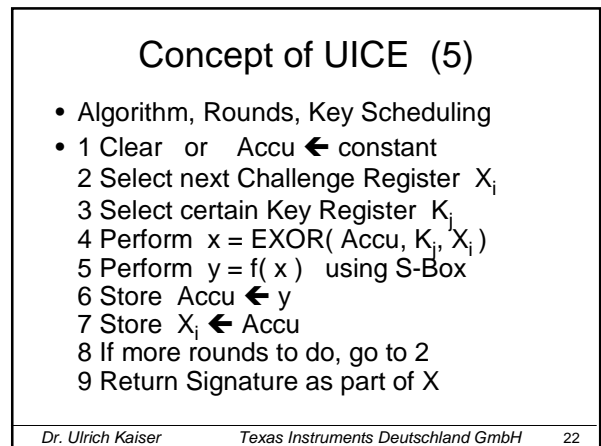 Concept of UICE (5)
• Algorithm, Rounds, Key Scheduling
• 1 Clear or Accu 🡸 constant
2 Select next Challenge Register Xi
3 Select certain Key Register Kj
4 Perform x = EXOR( Accu, Kj, Xi )
5 Perform y = f( x ) using S-Box
6 Store Accu 🡸 y
7 Store Xi 🡸 Accu
8 If more rounds to do, go to 2
9 Return Signature as part of X
Dr. Ulrich Kaiser Texas Instruments Deutschland GmbH 22